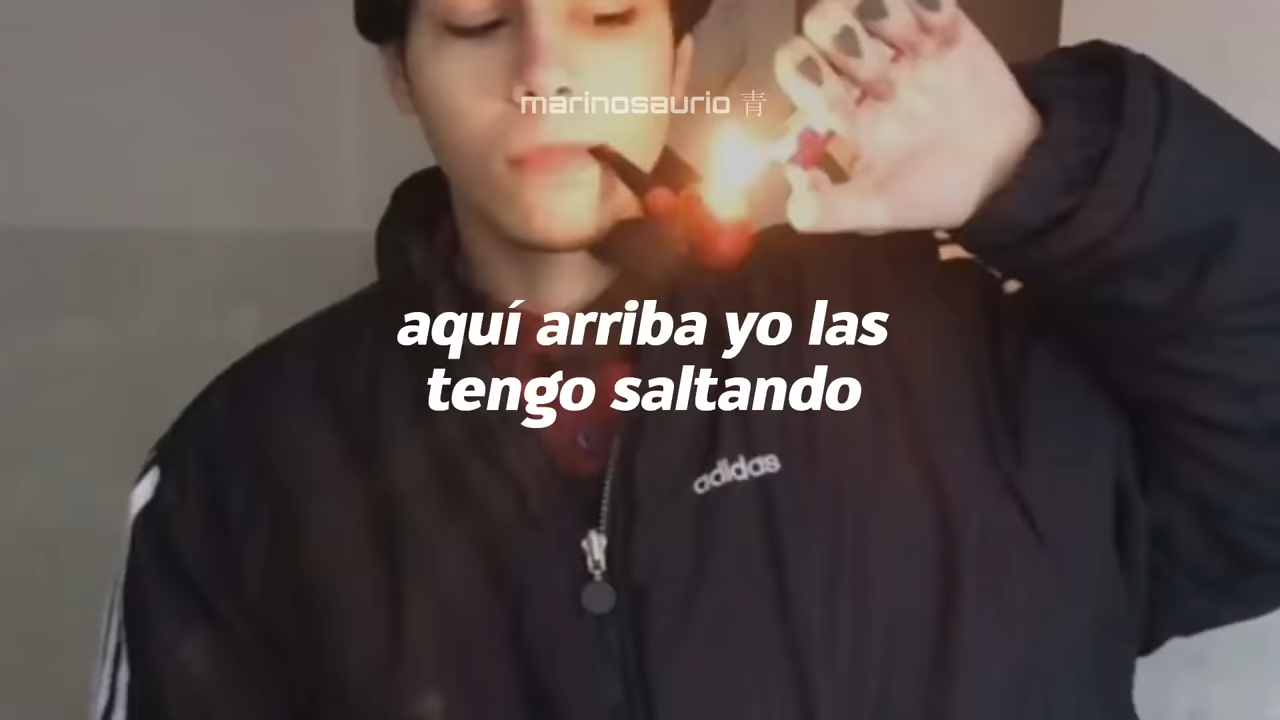 marinosaurio 青
aquí arriba yo las
tengo saltando
adidas